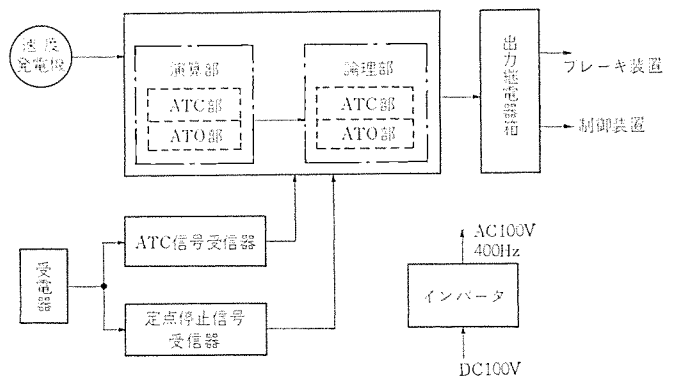 速度
発電機
演算部
ATC部
ATO部
論理部
ATC部
ATO部
出力継電器箱
ブレーキ装置
制御装置
ATC信号受信器
受電器
定点停止信号
受信器
AC100V
400Hz
インバータ
DC100V